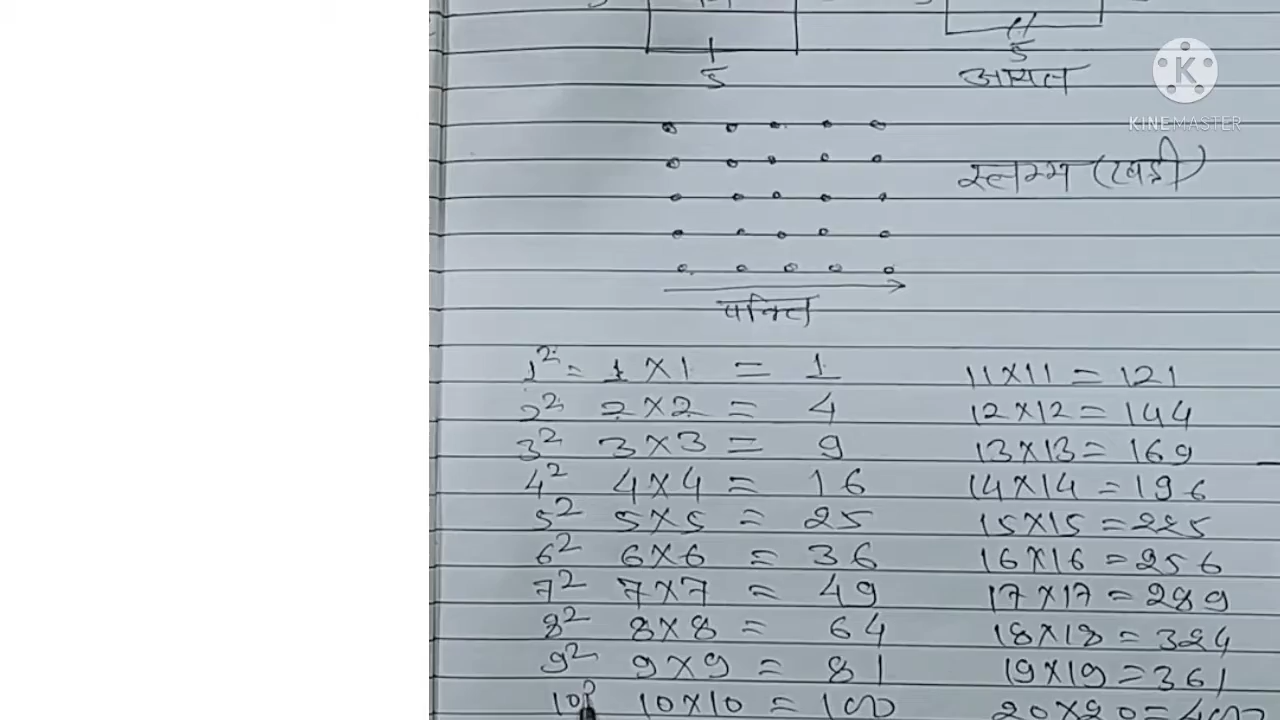 5
5
आयत
KINEMASTER
स्तम्भ (खड़ी)
पंक्ति
1² = 1 × 1 = 1
2² 2 × 2 = 4
3² 3 × 3 = 9
4² 4 × 4 = 16
5² 5 × 5 = 25
6² 6 × 6 = 36
7² 7 × 7 = 49
8² 8 × 8 = 64
9² 9 × 9 = 81
10² 10 × 10 = 100
11 × 11 = 121
12 × 12 = 144
13 × 13 = 169
14 × 14 = 196
15 × 15 = 225
16 × 16 = 256
17 × 17 = 289
18 × 18 = 324
19 × 19 = 361
20 × 20 = 400